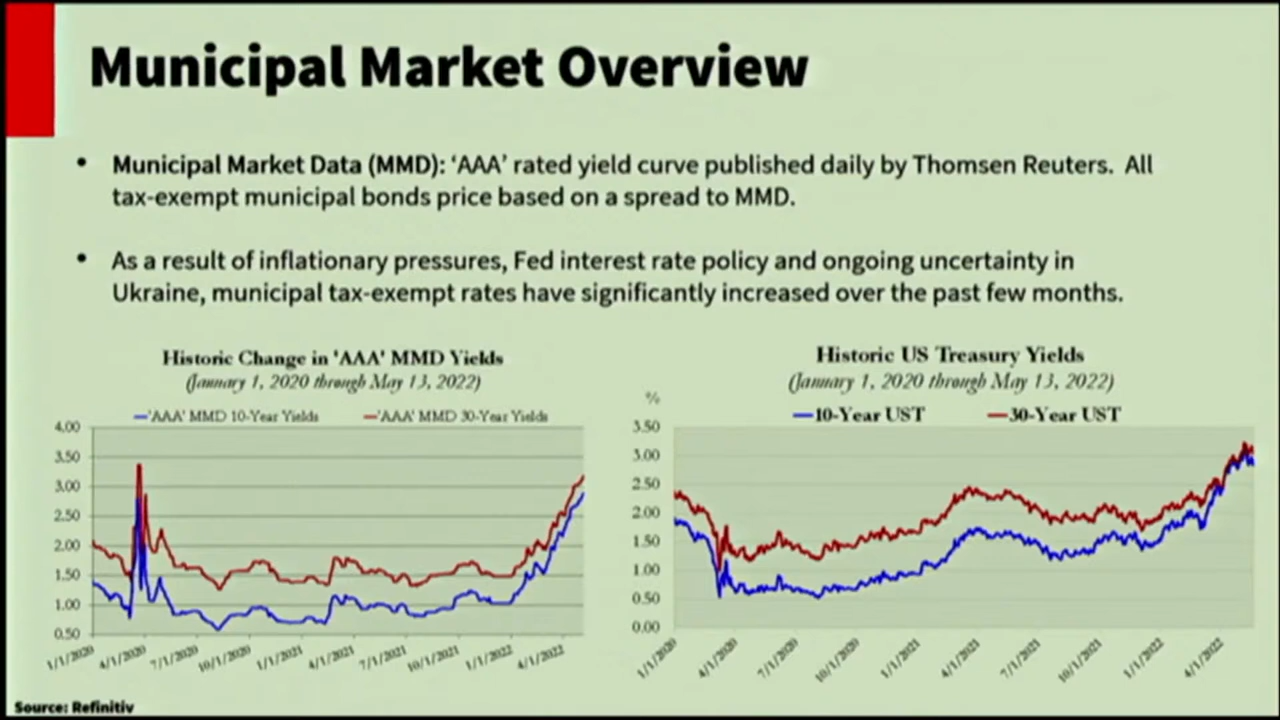 Municipal Market Overview
• Municipal Market Data (MMD): ‘AAA’ rated yield curve published daily by Thomsen Reuters. All
tax-exempt municipal bonds price based on a spread to MMD.
• As a result of inflationary pressures, Fed interest rate policy and ongoing uncertainty in
Ukraine, municipal tax-exempt rates have significantly increased over the past few months.
Historic Change in 'AAA' MMD Yields
(January 1, 2020 through May 13, 2022)
'AAA' MMD 10-Year Yields 'AAA' MMD 30-Year Yields
4.00
3.50
3.00
2.50
2.00
1.50
1.00
0.50
1/1/2020 4/1/2020 7/1/2020 10/1/2020 1/1/2021 4/1/2021 7/1/2021 10/1/2021 1/1/2022 4/1/2022
Historic US Treasury Yields
(January 1, 2020 through May 13, 2022)
%
10-Year UST 30-Year UST
3.50
3.00
2.50
2.00
1.50
1.00
0.50
0.00
1/1/2020 4/1/2020 7/1/2020 10/1/2020 1/1/2021 4/1/2021 7/1/2021 10/1/2021 1/1/2022 4/1/2022
Source: Refinitiv